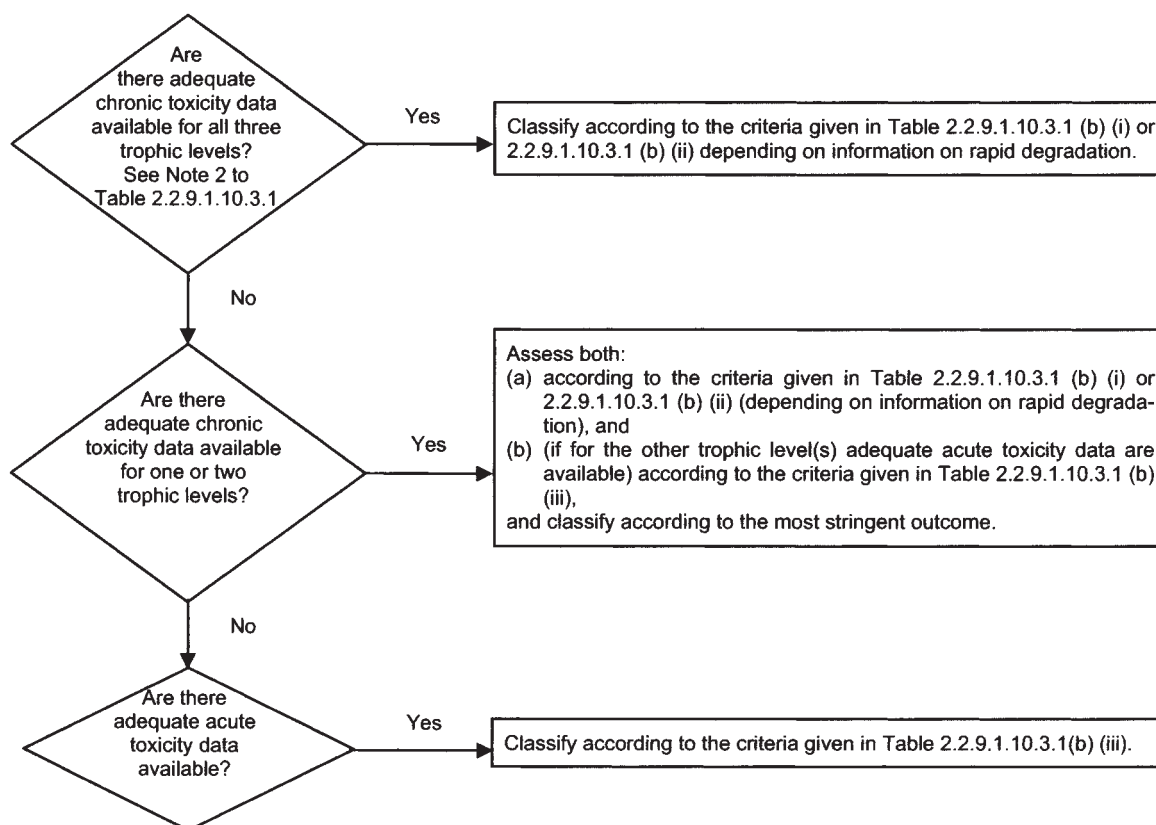 Are
there adequate
chronic toxicity data
available for all three
trophic levels?
See Note 2 to
Table 2.2.9.1.10.3.1
Yes
Classify according to the criteria given in Table 2.2.9.1.10.3.1 (b) (i) or
2.2.9.1.10.3.1 (b) (ii) depending on information on rapid degradation.
No
Are there
adequate chronic
toxicity data available
for one or two
trophic levels?
Yes
Assess both:
(a) according to the criteria given in Table 2.2.9.1.10.3.1 (b) (i) or
2.2.9.1.10.3.1 (b) (ii) (depending on information on rapid degrada-
tion), and
(b) (if for the other trophic level(s) adequate acute toxicity data are
available) according to the criteria given in Table 2.2.9.1.10.3.1 (b)
(iii),
and classify according to the most stringent outcome.
No
Are there
adequate acute
toxicity data
available?
Yes
Classify according to the criteria given in Table 2.2.9.1.10.3.1(b) (iii).